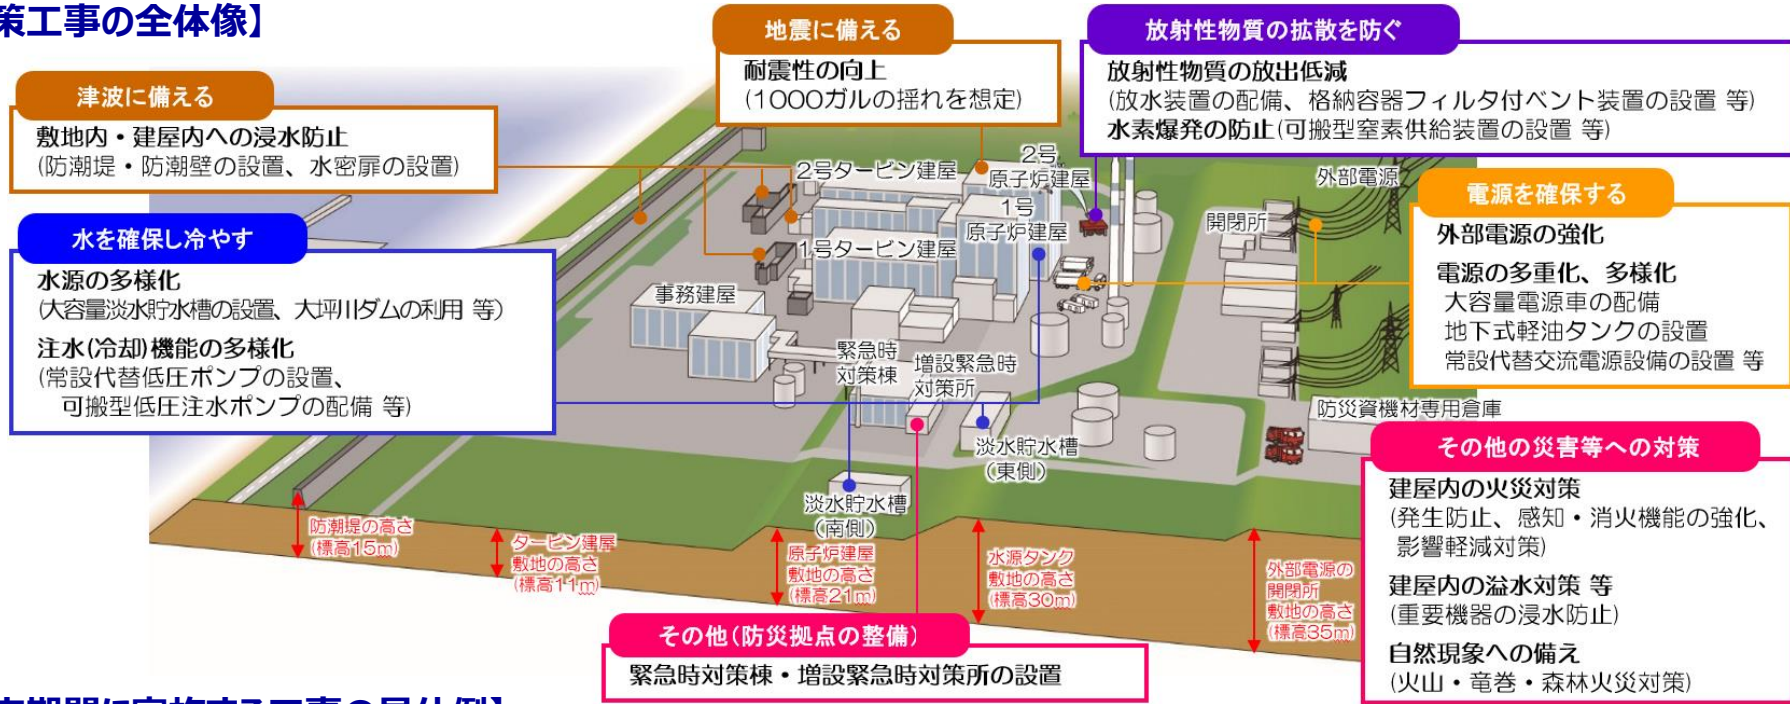 策工事の全体像】
津波に備える
敷地内・建屋内への浸水防止
(防潮堤・防潮壁の設置、水密扉の設置)
地震に備える
耐震性の向上
(1000ガルの揺れを想定)
放射性物質の拡散を防ぐ
放射性物質の放出低減
(放水装置の配備、格納容器フィルタ付ベント装置の設置 等)
水素爆発の防止(可搬型窒素供給装置の設置 等)
水を確保し冷やす
水源の多様化
(大容量淡水貯水槽の設置、大坪川ダムの利用 等)
注水(冷却)機能の多様化
(常設代替低圧ポンプの設置、
可搬型低圧注水ポンプの配備 等)
電源を確保する
外部電源の強化
電源の多重化、多様化
大容量電源車の配備
地下式軽油タンクの設置
常設代替交流電源設備の設置 等
2号タービン建屋
2号
原子炉建屋
1号
原子炉建屋
1号タービン建屋
外部電源
開閉所
事務建屋
緊急時
対策棟
増設緊急時
対策所
防災資機材専用倉庫
淡水貯水槽
(東側)
淡水貯水槽
(南側)
その他の災害等への対策
建屋内の火災対策
(発生防止、感知・消火機能の強化、
影響軽減対策)
建屋内の溢水対策 等
(重要機器の浸水防止)
自然現象への備え
(火山・竜巻・森林火災対策)
防潮堤の高さ
(標高15m)
タービン建屋
敷地の高さ
(標高11m)
原子炉建屋
敷地の高さ
(標高21m)
水源タンク
敷地の高さ
(標高30m)
外部電源の
開閉所
敷地の高さ
(標高35m)
その他(防災拠点の整備)
緊急時対策棟・増設緊急時対策所の設置